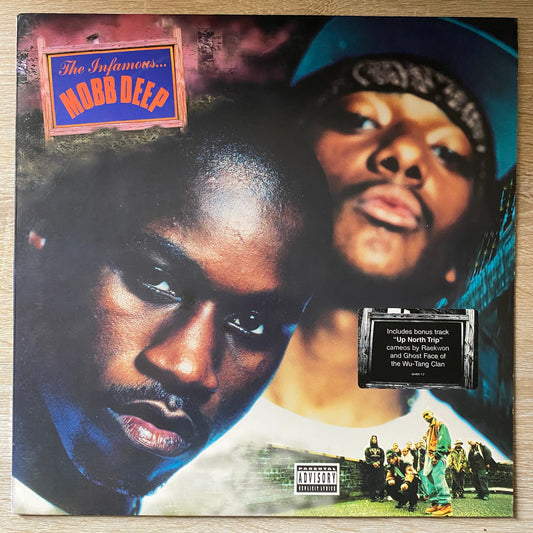 The Infamous...
MOBB DEEP
Includes bonus track
"Up North Trip"
cameos by Raekwon
and Ghost Face of
the Wu-Tang Clan
PARENTAL
ADVISORY
EXPLICIT LYRICS